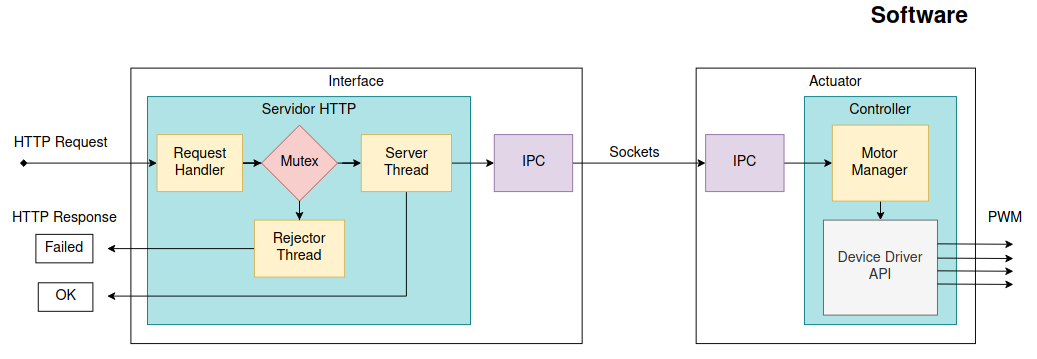 Software
Interface
Servidor HTTP
HTTP Request
Request
Handler
Mutex
Server
Thread
IPC
Sockets
HTTP Response
Failed
Rejector
Thread
OK
Actuator
Controller
IPC
Motor
Manager
Device Driver
API
PWM